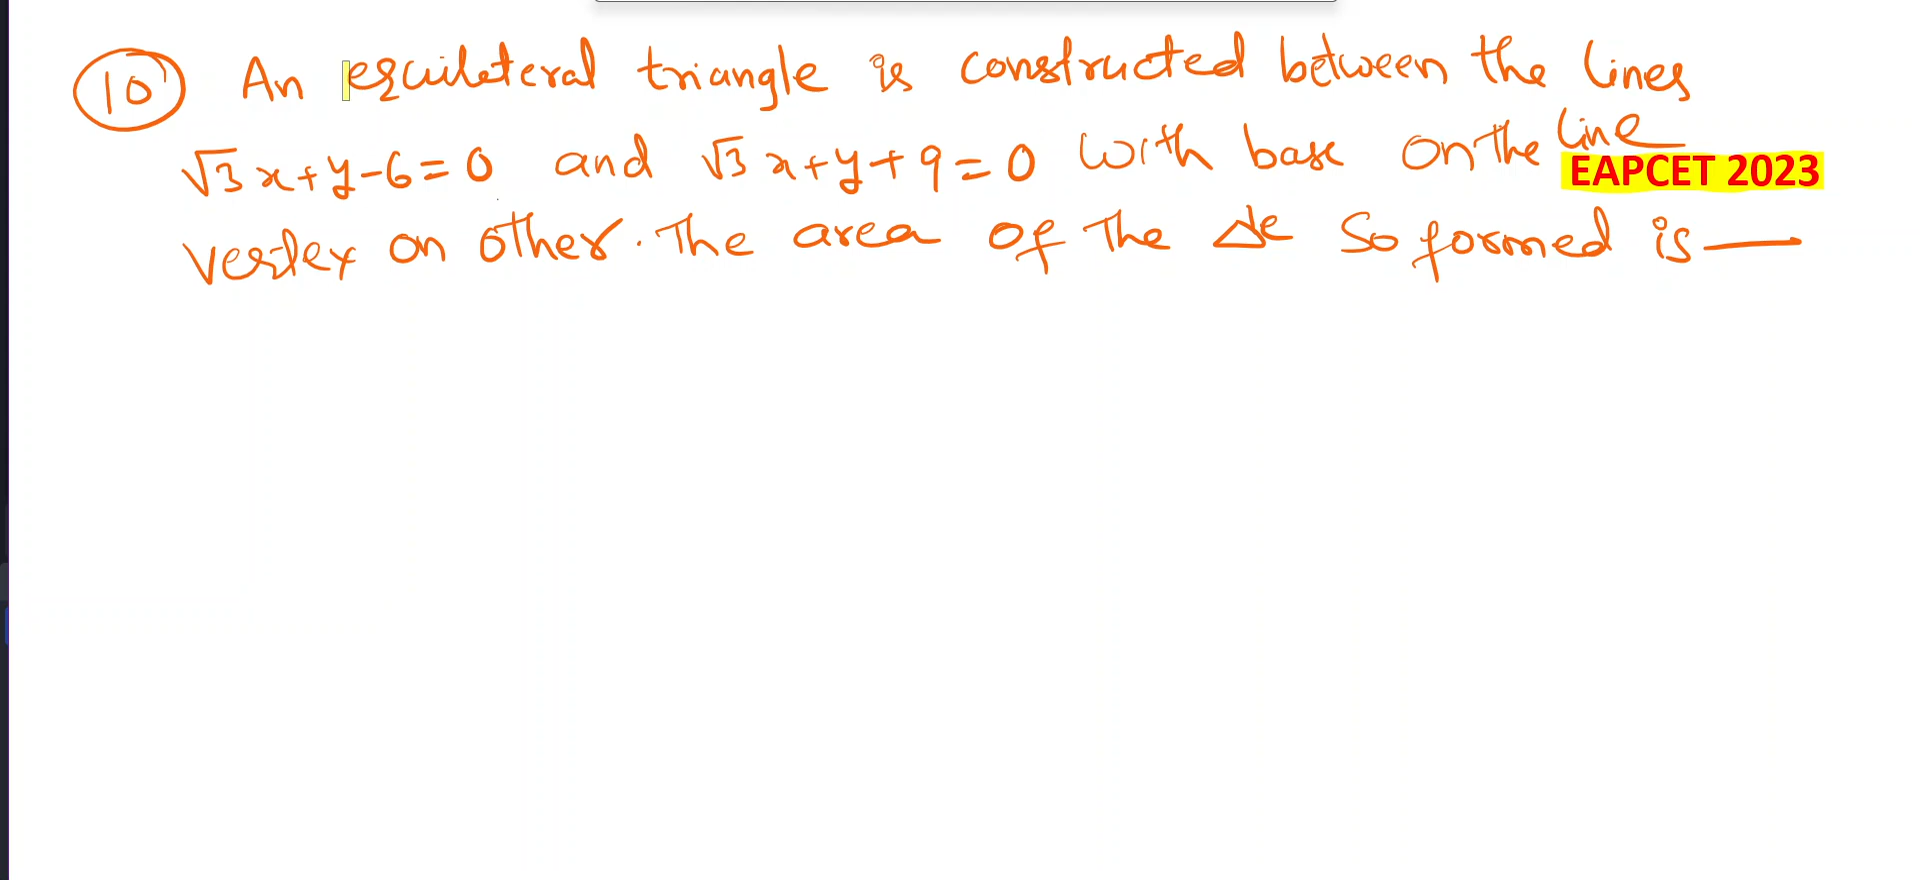 10 An equilateral triangle is constructed between the lines
√3x+y-6=0 and √3x+y+9=0 with base on the line
EAPCET 2023
vertex on other. The area of the Δle so formed is —